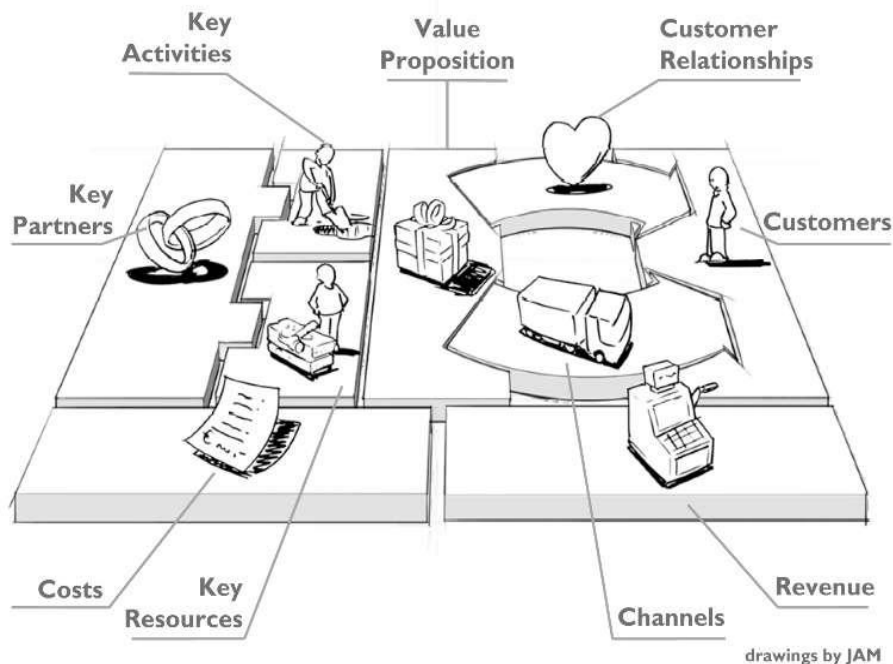 Key
Activities
Value
Proposition
Customer
Relationships
Key
Partners
Customers
Costs
Key
Resources
Channels
Revenue
drawings by JAM